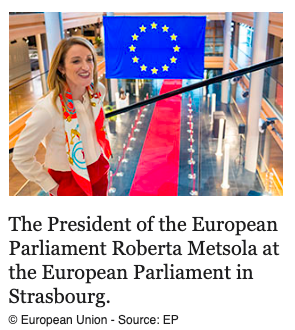 The President of the European
Parliament Roberta Metsola at
the European Parliament in
Strasbourg.
© European Union - Source: EP